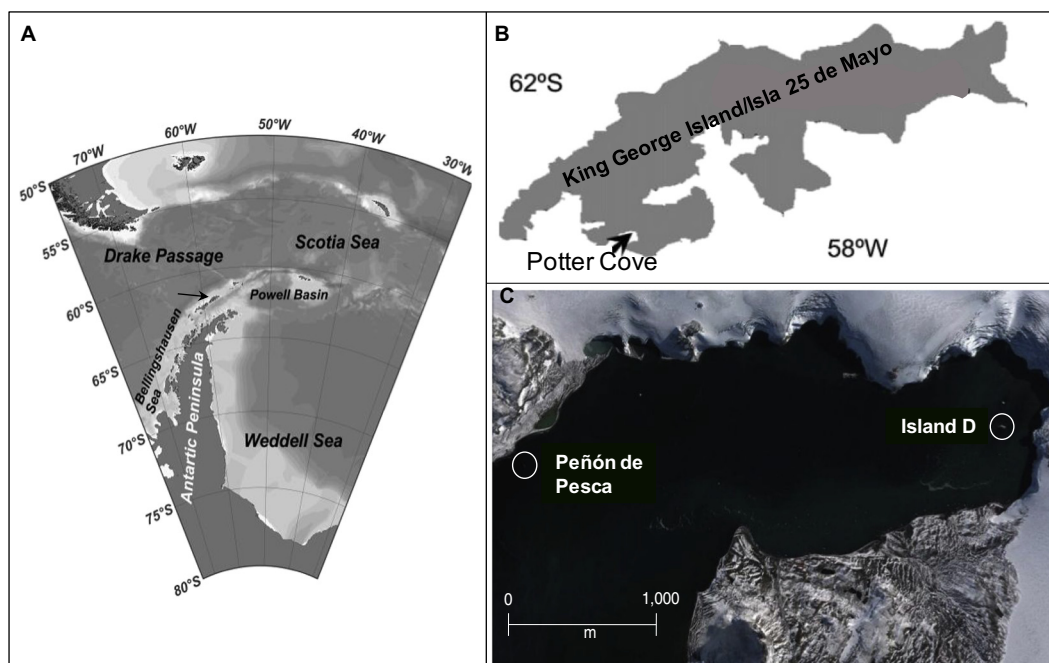 A
70°W
60°W
50°W
40°W
30°W
50°S
55°S
60°S
65°S
70°S
75°S
80°S
Drake Passage
Scotia Sea
Powell Basin
Bellingshausen
Sea
Antartic Peninsula
Weddell Sea
B
62ºS
King George Island/Isla 25 de Mayo
58ºW
Potter Cove
C
Island D
Peñón de
Pesca
0
1,000
m